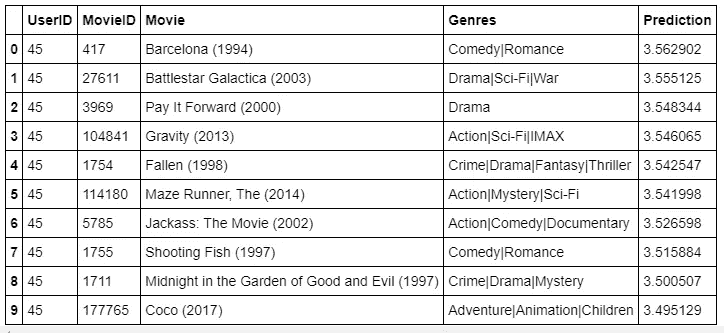 UserID MovieID Movie Genres Prediction
0 45 417 Barcelona (1994) Comedy|Romance 3.562902
1 45 27611 Battlestar Galactica (2003) Drama|Sci-Fi|War 3.555125
2 45 3969 Pay It Forward (2000) Drama 3.548344
3 45 104841 Gravity (2013) Action|Sci-Fi|IMAX 3.546065
4 45 1754 Fallen (1998) Crime|Drama|Fantasy|Thriller 3.542547
5 45 114180 Maze Runner, The (2014) Action|Mystery|Sci-Fi 3.541998
6 45 5785 Jackass: The Movie (2002) Action|Comedy|Documentary 3.526598
7 45 1755 Shooting Fish (1997) Comedy|Romance 3.515884
8 45 1711 Midnight in the Garden of Good and Evil (1997) Crime|Drama|Mystery 3.500507
9 45 177765 Coco (2017) Adventure|Animation|Children 3.495129